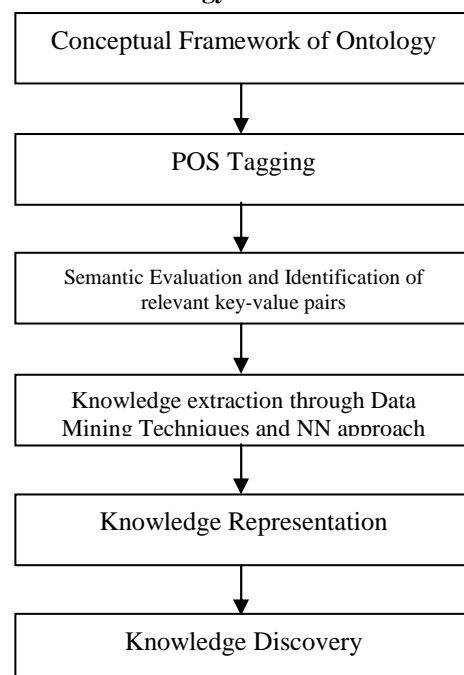 Conceptual Framework of Ontology
POS Tagging
Semantic Evaluation and Identification of
relevant key-value pairs
Knowledge extraction through Data
Mining Techniques and NN approach
Knowledge Representation
Knowledge Discovery